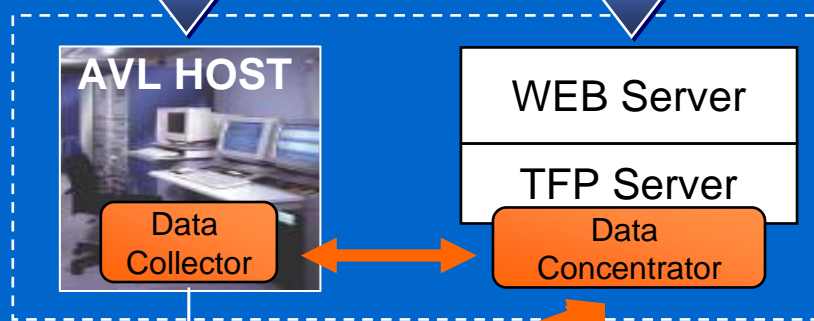 AVL HOST
Data
Collector
WEB Server
TFP Server
Data
Concentrator